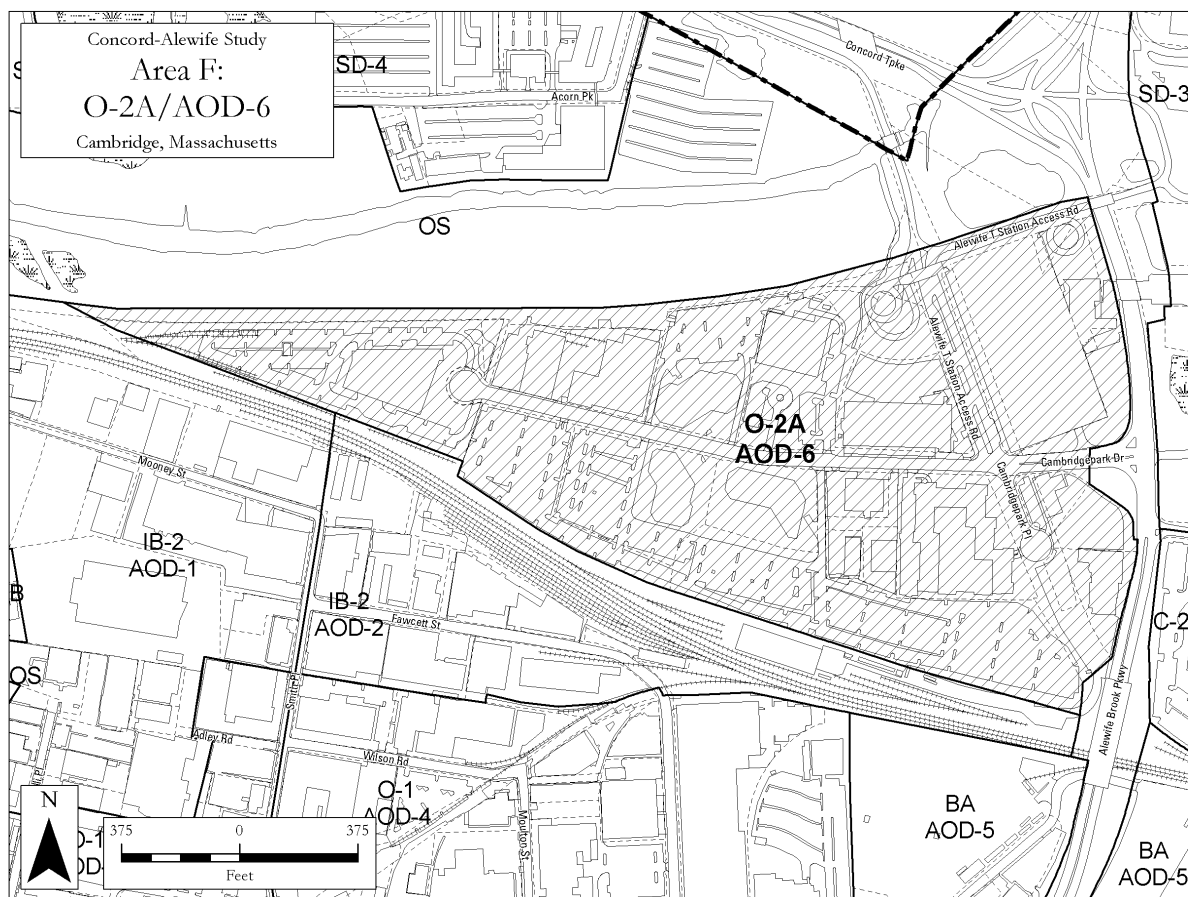 Concord-Alewife Study
Area F:
O-2A/AOD-6
Cambridge, Massachusetts
SD-4
Acorn Pk
Concord Tpke
SD-3
OS
Alewife T Station Access Rd
Alewife T Station Access Rd
O-2A
AOD-6
Cambridgepark Dr
Cambridgepark Pl
Mooney St
IB-2
AOD-1
IB-2
AOD-2
Fawcett St
B
C-2
OS
Smith Pl
Adley Rd
Wilson Rd
Alewife Brook Pkwy
O-1
AOD-4
Moulton St
BA
AOD-5
BA
AOD-5
N
375
0
375
Feet